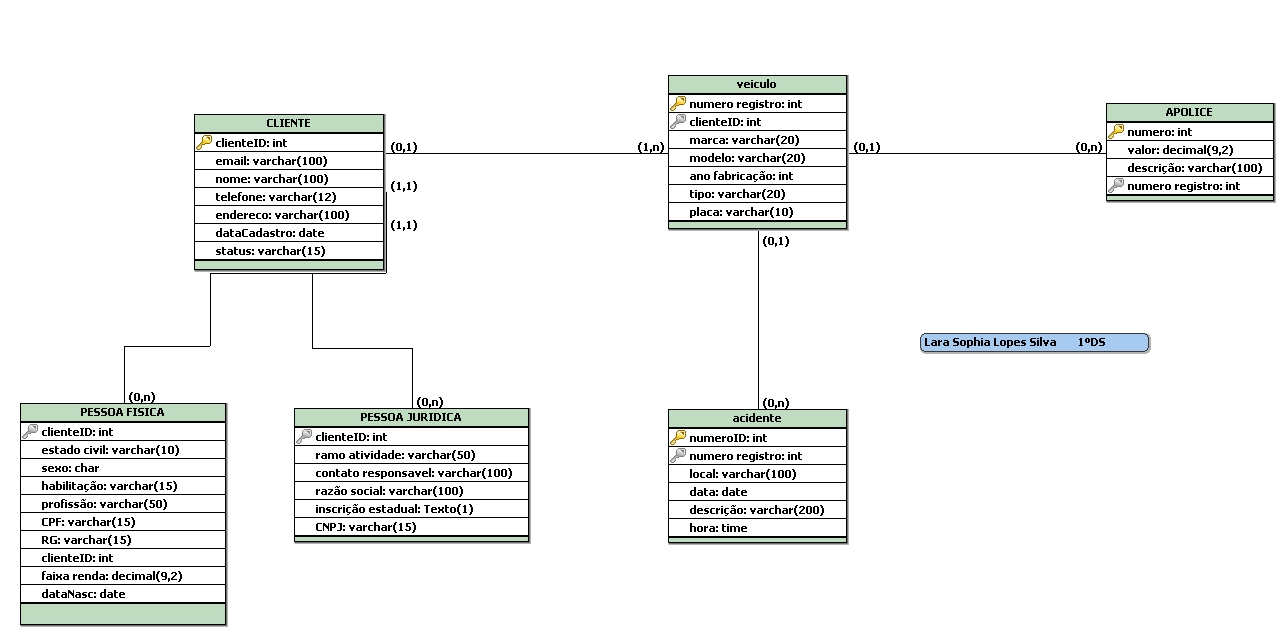 CLIENTE
clienteID: int
email: varchar(100)
nome: varchar(100)
telefone: varchar(12)
endereco: varchar(100)
dataCadastro: date
status: varchar(15)
(0,1)
(1,1)
(1,1)
(1,n)
veiculo
numero registro: int
clienteID: int
marca: varchar(20)
modelo: varchar(20)
ano fabricação: int
tipo: varchar(20)
placa: varchar(10)
(0,1)
(0,n)
(0,1)
APOLICE
numero: int
valor: decimal(9,2)
descrição: varchar(100)
numero registro: int
Lara Sophia Lopes Silva 1ºDS
(0,n)
PESSOA FISICA
clienteID: int
estado civil: varchar(10)
sexo: char
habilitação: varchar(15)
profissão: varchar(50)
CPF: varchar(15)
RG: varchar(15)
clienteID: int
faixa renda: decimal(9,2)
dataNasc: date
(0,n)
PESSOA JURIDICA
clienteID: int
ramo atividade: varchar(50)
contato responsavel: varchar(100)
razão social: varchar(100)
inscrição estadual: Texto(1)
CNPJ: varchar(15)
(0,n)
acidente
numeroID: int
numero registro: int
local: varchar(100)
data: date
descrição: varchar(200)
hora: time